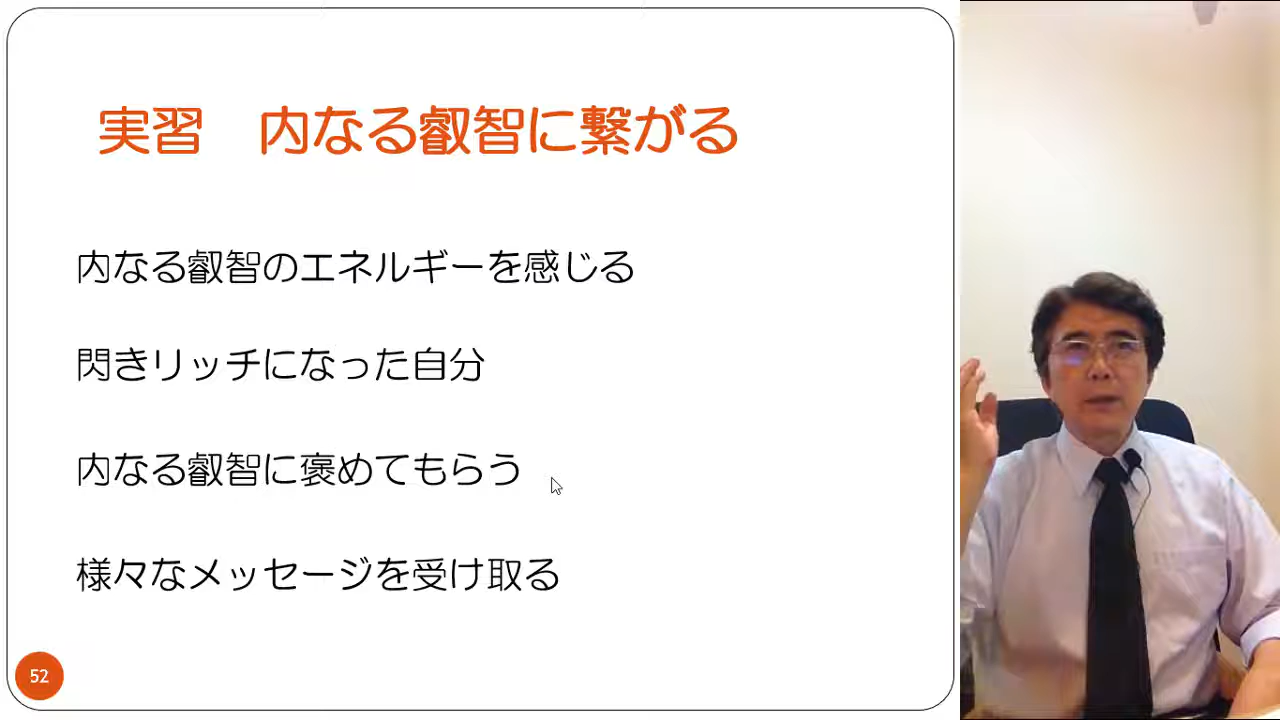 実習　内なる叡智に繋がる
内なる叡智のエネルギーを感じる
閃きリッチになった自分
内なる叡智に褒めてもらう
様々なメッセージを受け取る
52